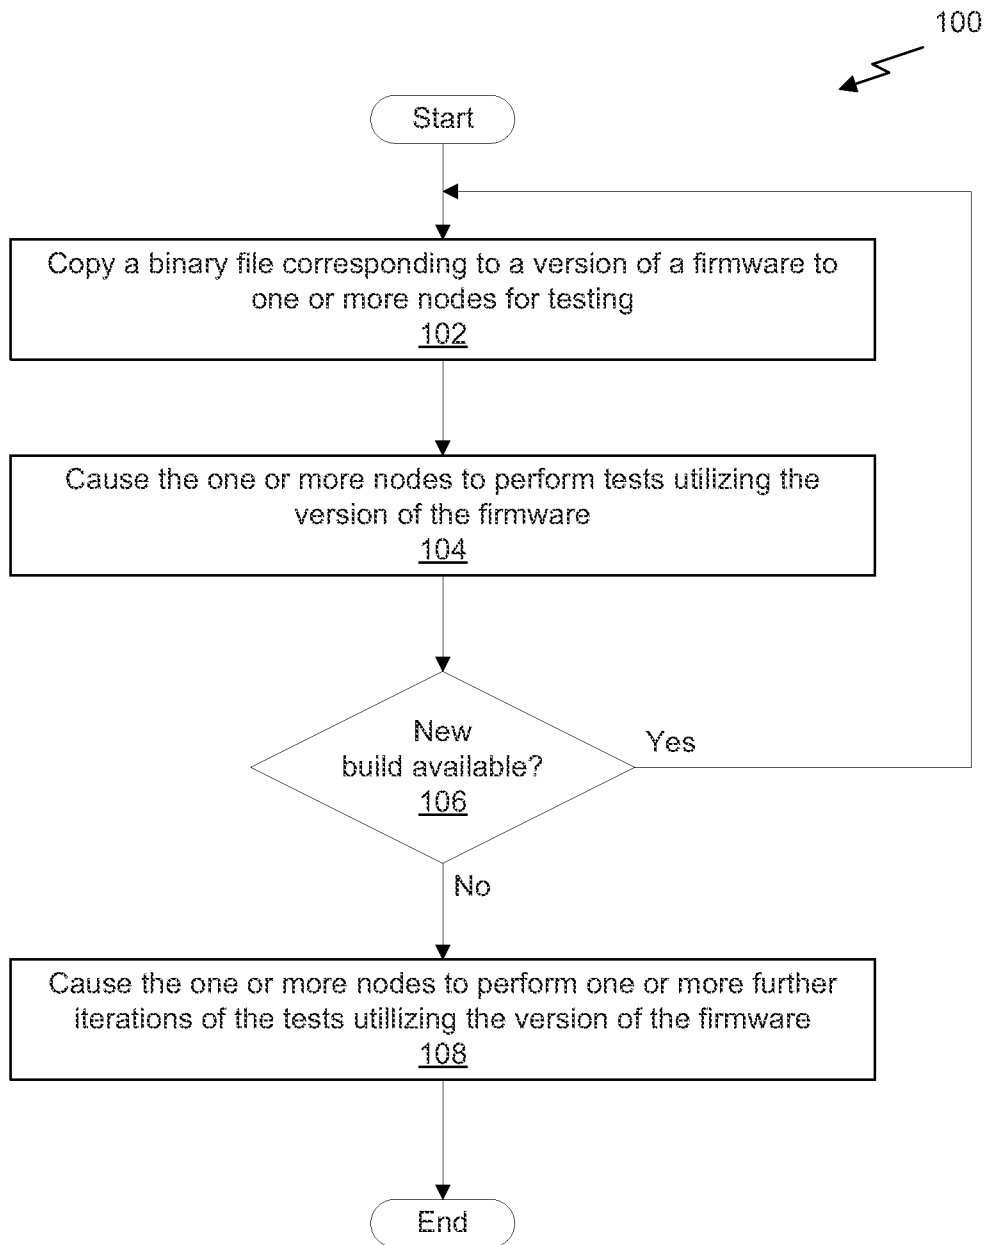 100
Start
Copy a binary file corresponding to a version of a firmware to
one or more nodes for testing
102
Cause the one or more nodes to perform tests utilizing the
version of the firmware
104
New
build available?
106
Yes
No
Cause the one or more nodes to perform one or more further
iterations of the tests utillizing the version of the firmware
108
End